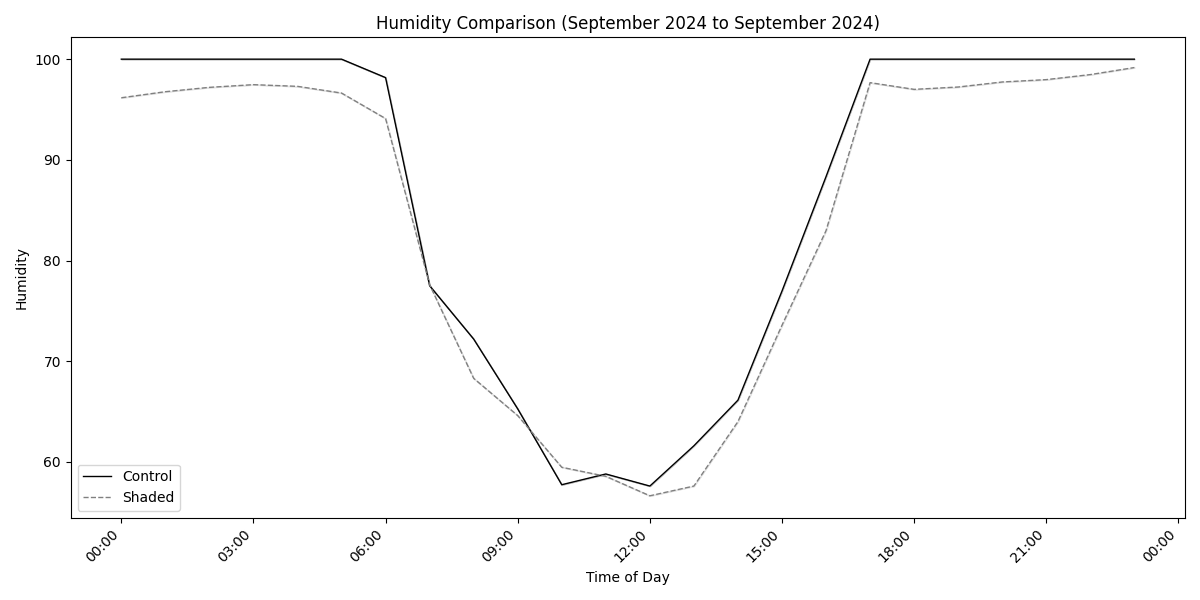 Humidity Comparison (September 2024 to September 2024)
100
90
80
70
60
Humidity
Control
Shaded
00:00
03:00
06:00
09:00
12:00
15:00
18:00
21:00
00:00
Time of Day